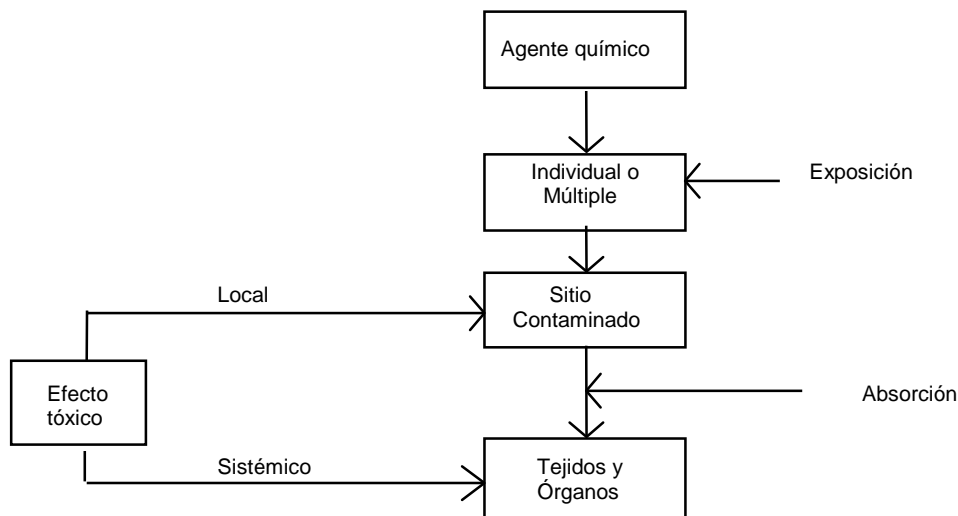 Agente químico
Individual o
Múltiple
Exposición
Local
Sitio
Contaminado
Efecto
tóxico
Absorción
Sistémico
Tejidos y
Órganos